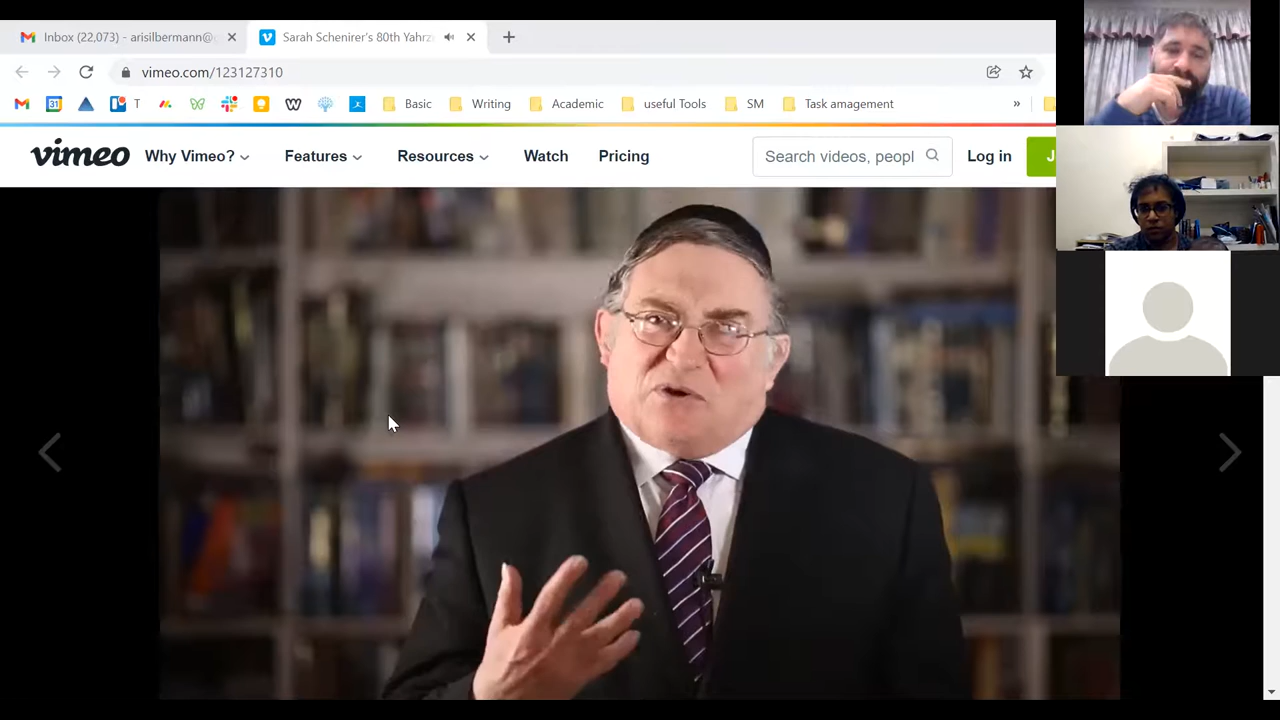 Inbox (22,073) - arisilbermann@
Sarah Schenirer's 80th Yahrz
vimeo.com/123127310
31
T
Basic
Writing
Academic
useful Tools
SM
Task amagement
»
vimeo
Why Vimeo?
Features
Resources
Watch
Pricing
Search videos, peopl
Log in
J